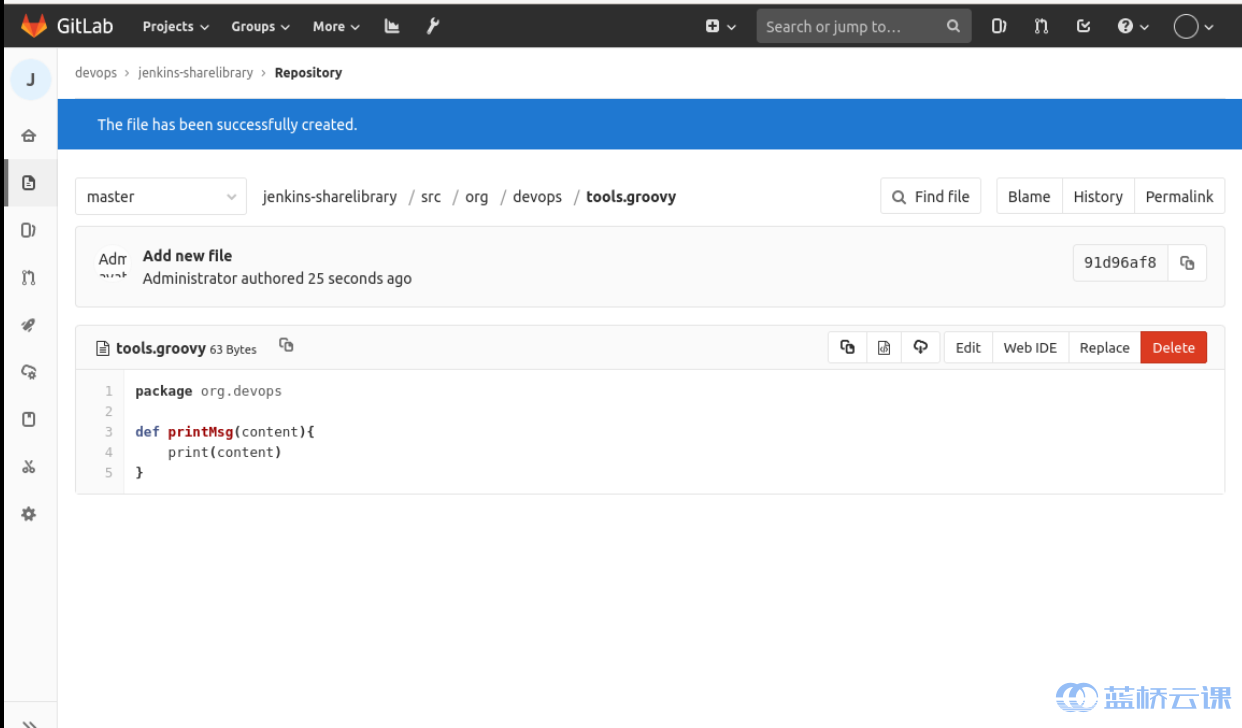 GitLab Projects Groups More Search or jump to...
J
devops › jenkins-sharelibrary › Repository
The file has been successfully created.
master jenkins-sharelibrary / src / org / devops / tools.groovy Find file Blame History Permalink
Add new file
Administrator authored 25 seconds ago
91d96af8
tools.groovy 63 Bytes Edit Web IDE Replace Delete
1 package org.devops
2
3 def printMsg(content){
4     print(content)
5 }
蓝桥云课